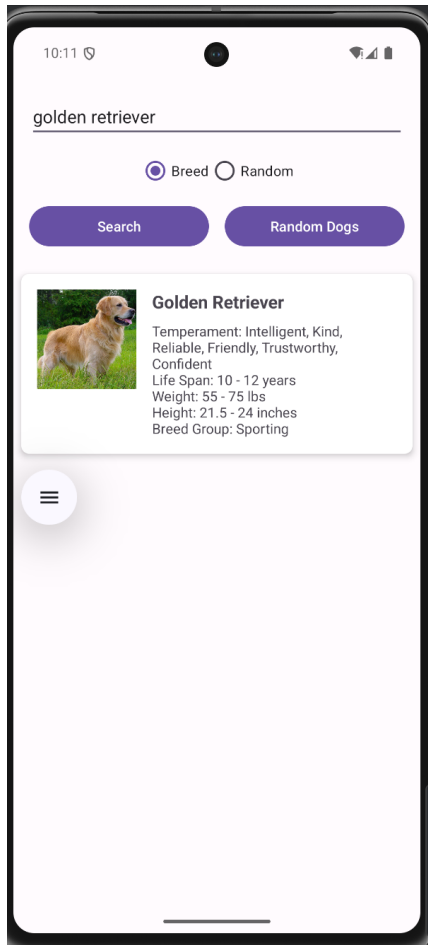 10:11
golden retriever
Breed Random
Search Random Dogs
Golden Retriever
Temperament: Intelligent, Kind,
Reliable, Friendly, Trustworthy,
Confident
Life Span: 10 - 12 years
Weight: 55 - 75 lbs
Height: 21.5 - 24 inches
Breed Group: Sporting